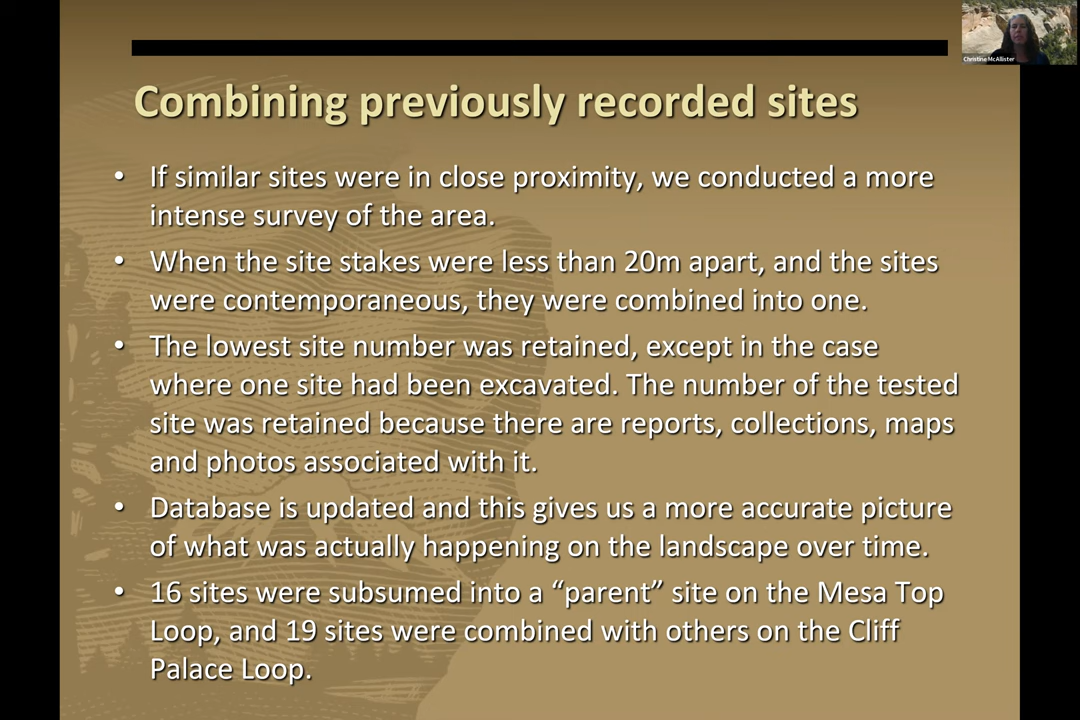 Christine McAllister
Combining previously recorded sites
• If similar sites were in close proximity, we conducted a more
intense survey of the area.
• When the site stakes were less than 20m apart, and the sites
were contemporaneous, they were combined into one.
• The lowest site number was retained, except in the case
where one site had been excavated. The number of the tested
site was retained because there are reports, collections, maps
and photos associated with it.
• Database is updated and this gives us a more accurate picture
of what was actually happening on the landscape over time.
• 16 sites were subsumed into a “parent” site on the Mesa Top
Loop, and 19 sites were combined with others on the Cliff
Palace Loop.